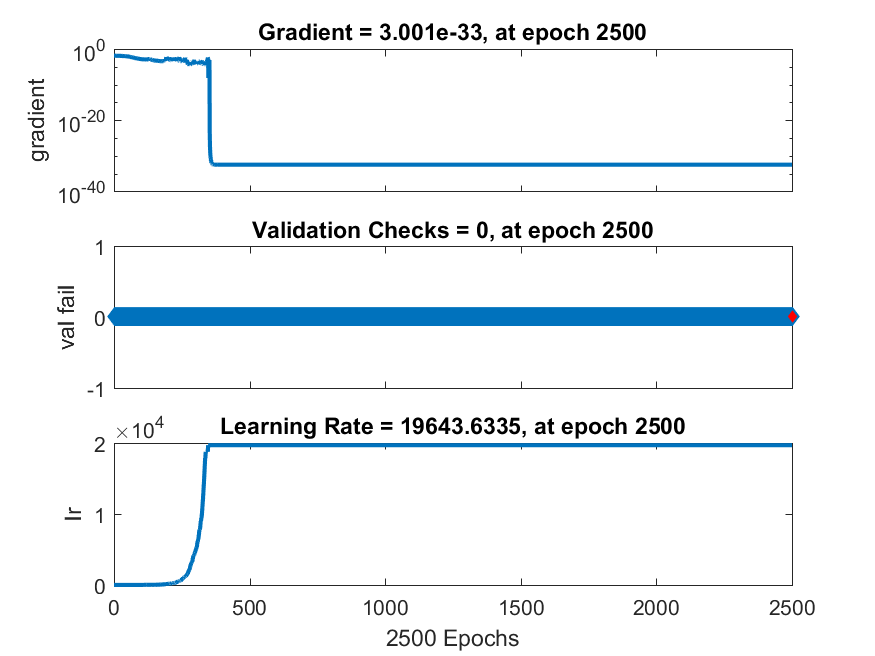 Gradient = 3.001e-33, at epoch 2500
10^0
10^-20
10^-40
gradient
Validation Checks = 0, at epoch 2500
1
0
-1
val fail
Learning Rate = 19643.6335, at epoch 2500
×10^4
2
1
0
lr
0 500 1000 1500 2000 2500
2500 Epochs